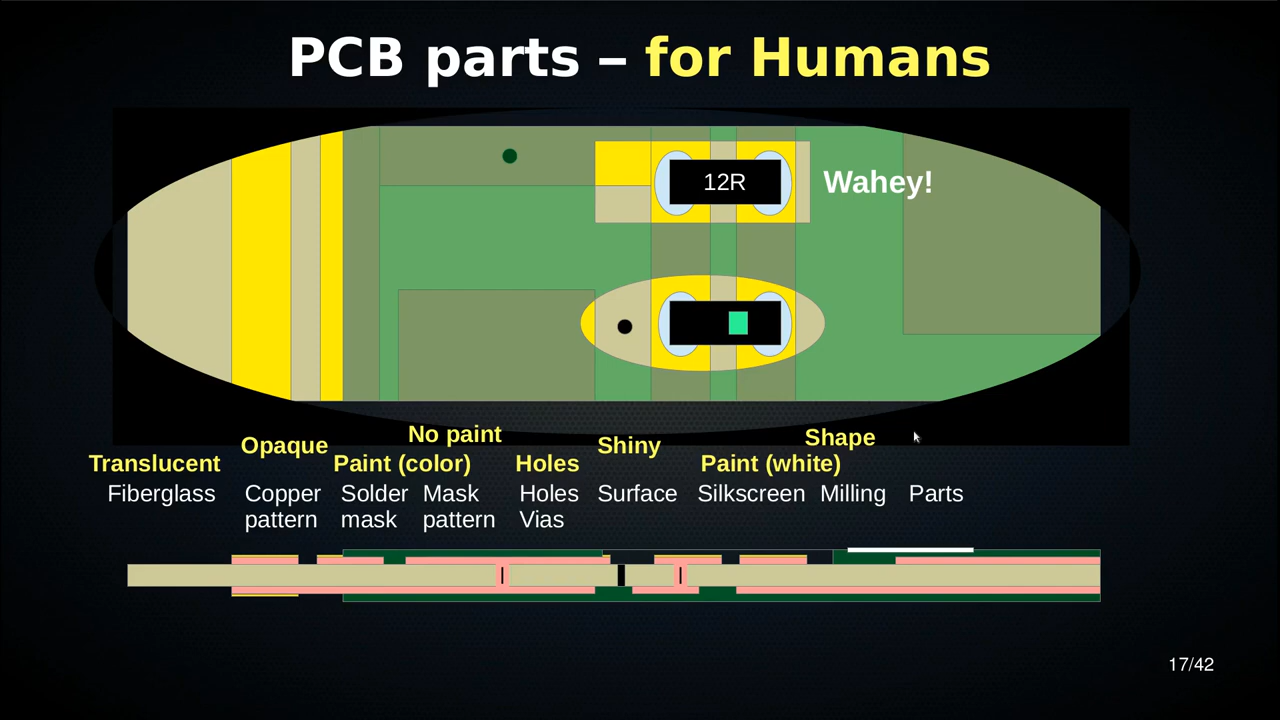 PCB parts – for Humans
12R
Wahey!
No paint
Opaque
Shiny
Shape
Translucent
Paint (color)
Holes
Paint (white)
Fiberglass
Copper pattern
Solder mask
Mask pattern
Holes Vias
Surface
Silkscreen
Milling
Parts
17/42